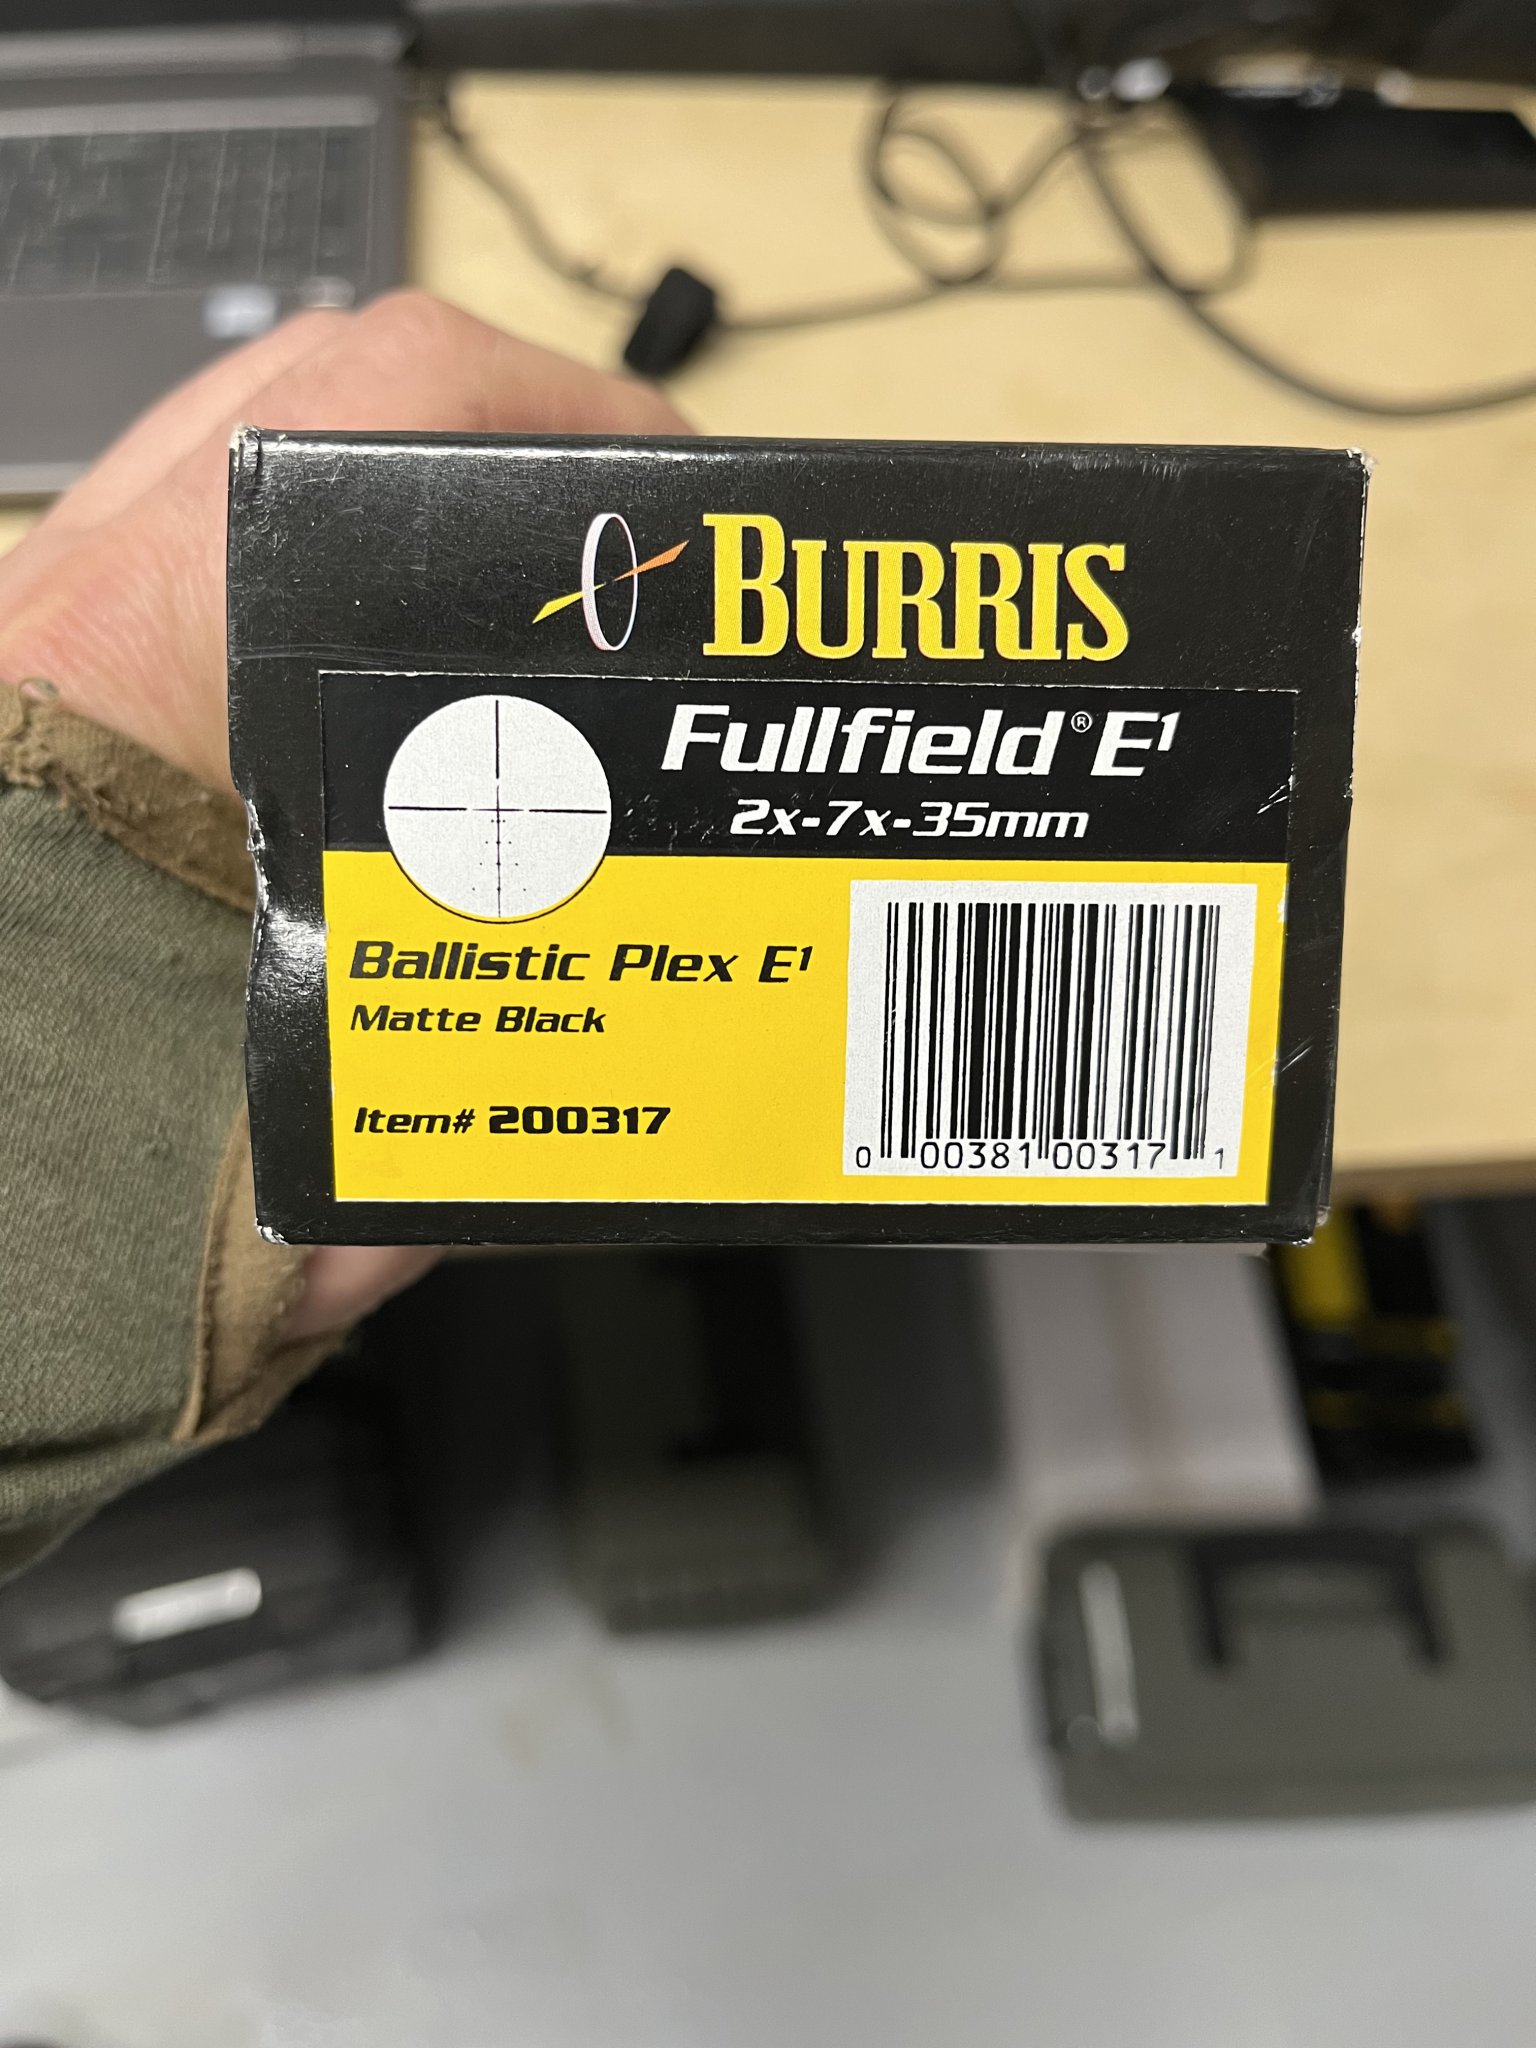 BURRIS
Fullfield® E¹
2x-7x-35mm
Ballistic Plex E¹
Matte Black
Item# 200317
0 00381 00317 1